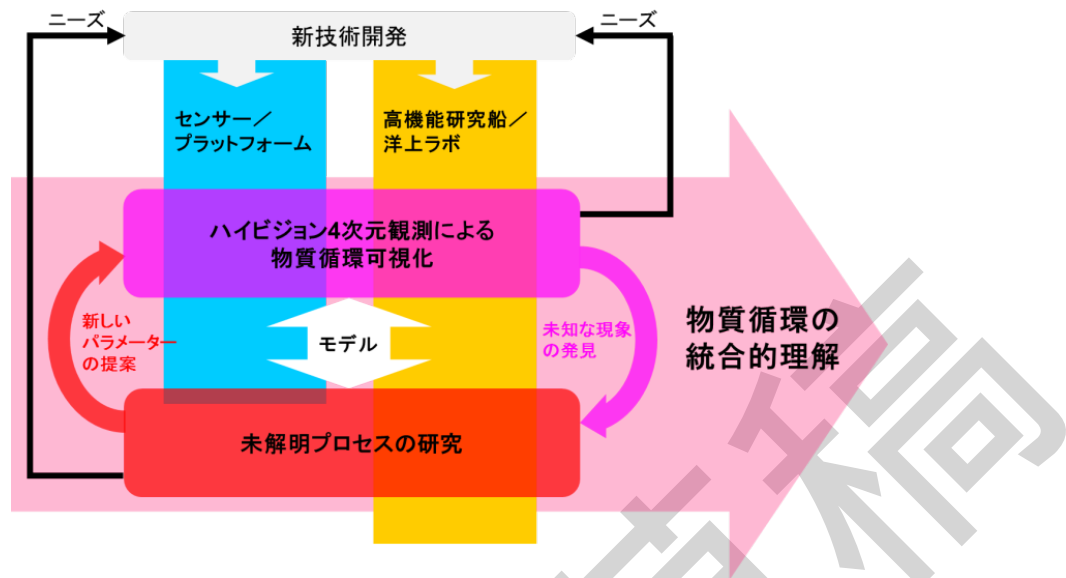 ニーズ
ニーズ
新技術開発
センサー／
プラットフォーム
高機能研究船／
洋上ラボ
ハイビジョン4次元観測による
物質循環可視化
新しい
パラメーター
の提案
モデル
未知な現象
の発見
物質循環の
統合的理解
未解明プロセスの研究
稿